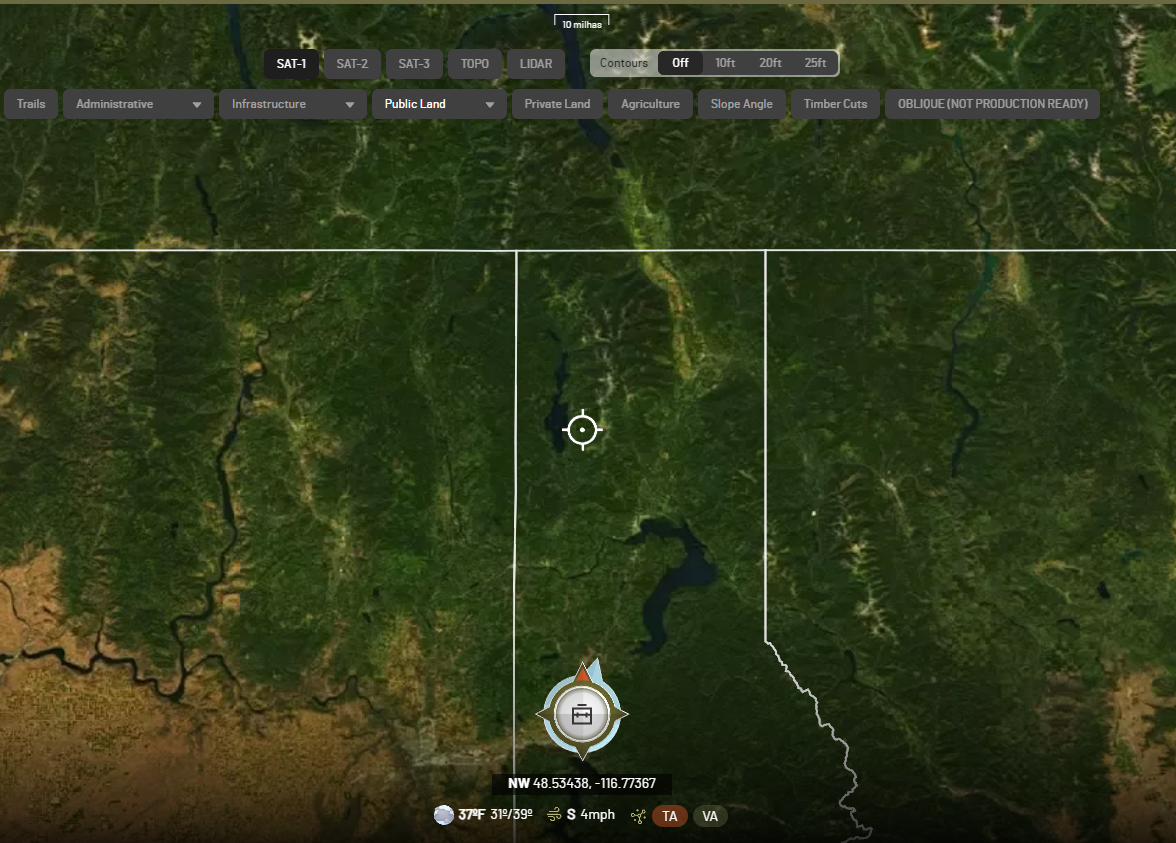 10 milhas
SAT-1 SAT-2 SAT-3 TOPO LIDAR Contours Off 10ft 20ft 25ft
Trails Administrative Infrastructure Public Land Private Land Agriculture Slope Angle Timber Cuts OBLIQUE (NOT PRODUCTION READY)
NW 48.53438, -116.77367
37ºF 31º/39º S 4mph TA VA